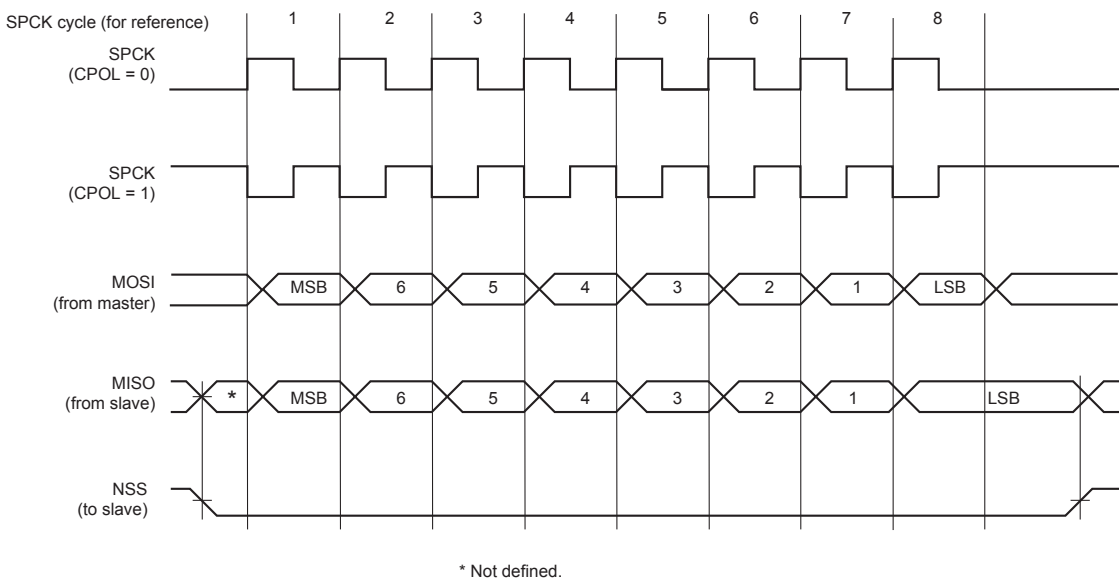 SPCK cycle (for reference) 1 2 3 4 5 6 7 8
SPCK
(CPOL = 0)
SPCK
(CPOL = 1)
MOSI
(from master)
MSB 6 5 4 3 2 1 LSB
MISO
(from slave)
* MSB 6 5 4 3 2 1 LSB
NSS
(to slave)
* Not defined.